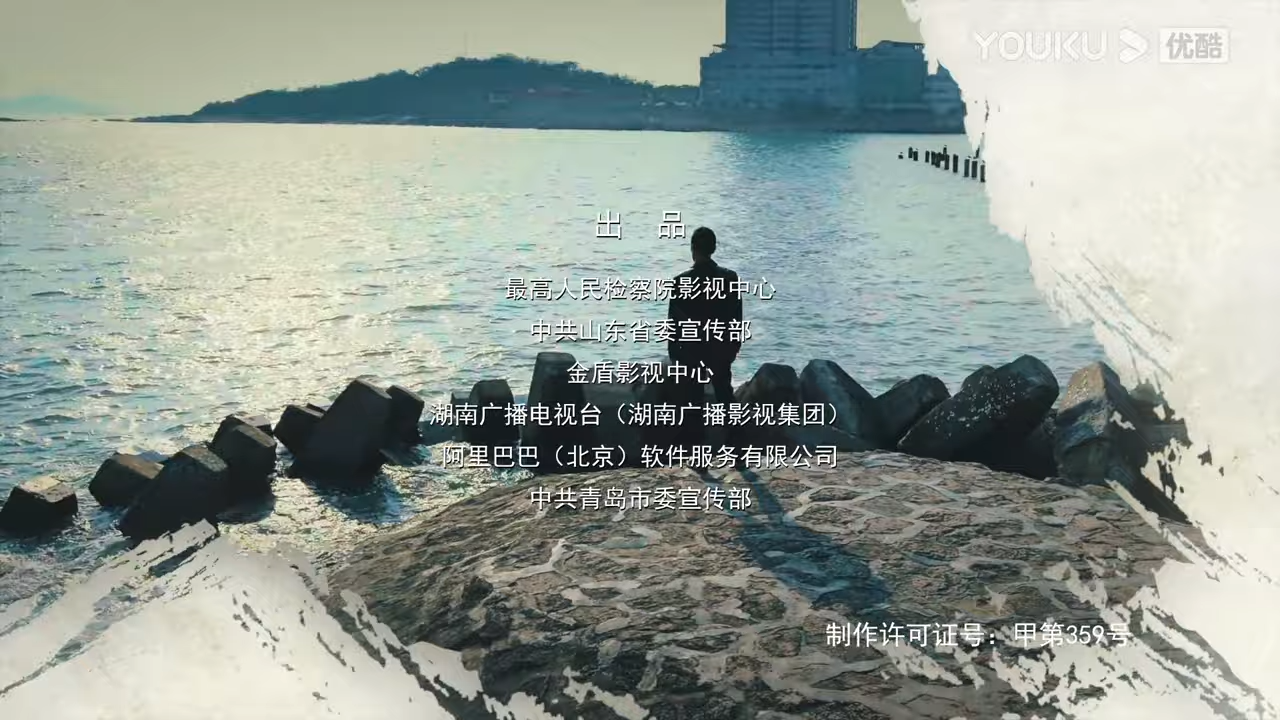 YOUKU 优酷
出 品
最高人民检察院影视中心
中共山东省委宣传部
金盾影视中心
湖南广播电视台（湖南广播影视集团）
阿里巴巴（北京）软件服务有限公司
中共青岛市委宣传部
制作许可证号：甲第359号